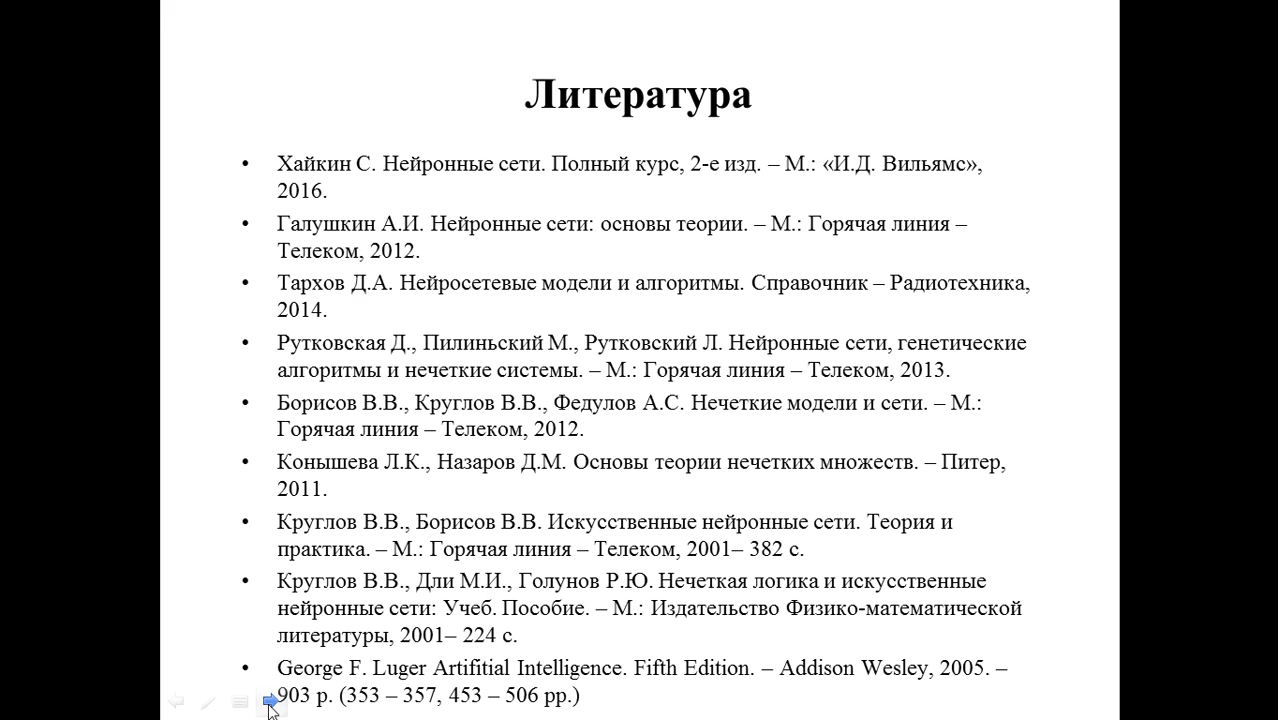 Литература
• Хайкин С. Нейронные сети. Полный курс, 2-е изд. – М.: «И.Д. Вильямс»,
2016.
• Галушкин А.И. Нейронные сети: основы теории. – М.: Горячая линия –
Телеком, 2012.
• Тархов Д.А. Нейросетевые модели и алгоритмы. Справочник – Радиотехника,
2014.
• Рутковская Д., Пилиньский М., Рутковский Л. Нейронные сети, генетические
алгоритмы и нечеткие системы. – М.: Горячая линия – Телеком, 2013.
• Борисов В.В., Круглов В.В., Федулов А.С. Нечеткие модели и сети. – М.:
Горячая линия – Телеком, 2012.
• Конышева Л.К., Назаров Д.М. Основы теории нечетких множеств. – Питер,
2011.
• Круглов В.В., Борисов В.В. Искусственные нейронные сети. Теория и
практика. – М.: Горячая линия – Телеком, 2001– 382 с.
• Круглов В.В., Дли М.И., Голунов Р.Ю. Нечеткая логика и искусственные
нейронные сети: Учеб. Пособие. – М.: Издательство Физико-математической
литературы, 2001– 224 с.
• George F. Luger Artifitial Intelligence. Fifth Edition. – Addison Wesley, 2005. –
903 p. (353 – 357, 453 – 506 pp.)